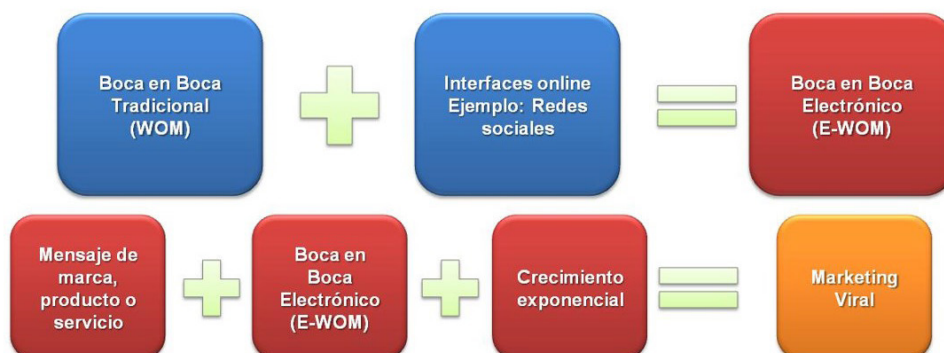 Boca en Boca
Tradicional
(WOM)
Interfaces online
Ejemplo: Redes
sociales
Boca en Boca
Electrónico
(E-WOM)
Mensaje de
marca,
producto o
servicio
Boca en
Boca
Electrónico
(E-WOM)
Crecimiento
exponencial
Marketing
Viral